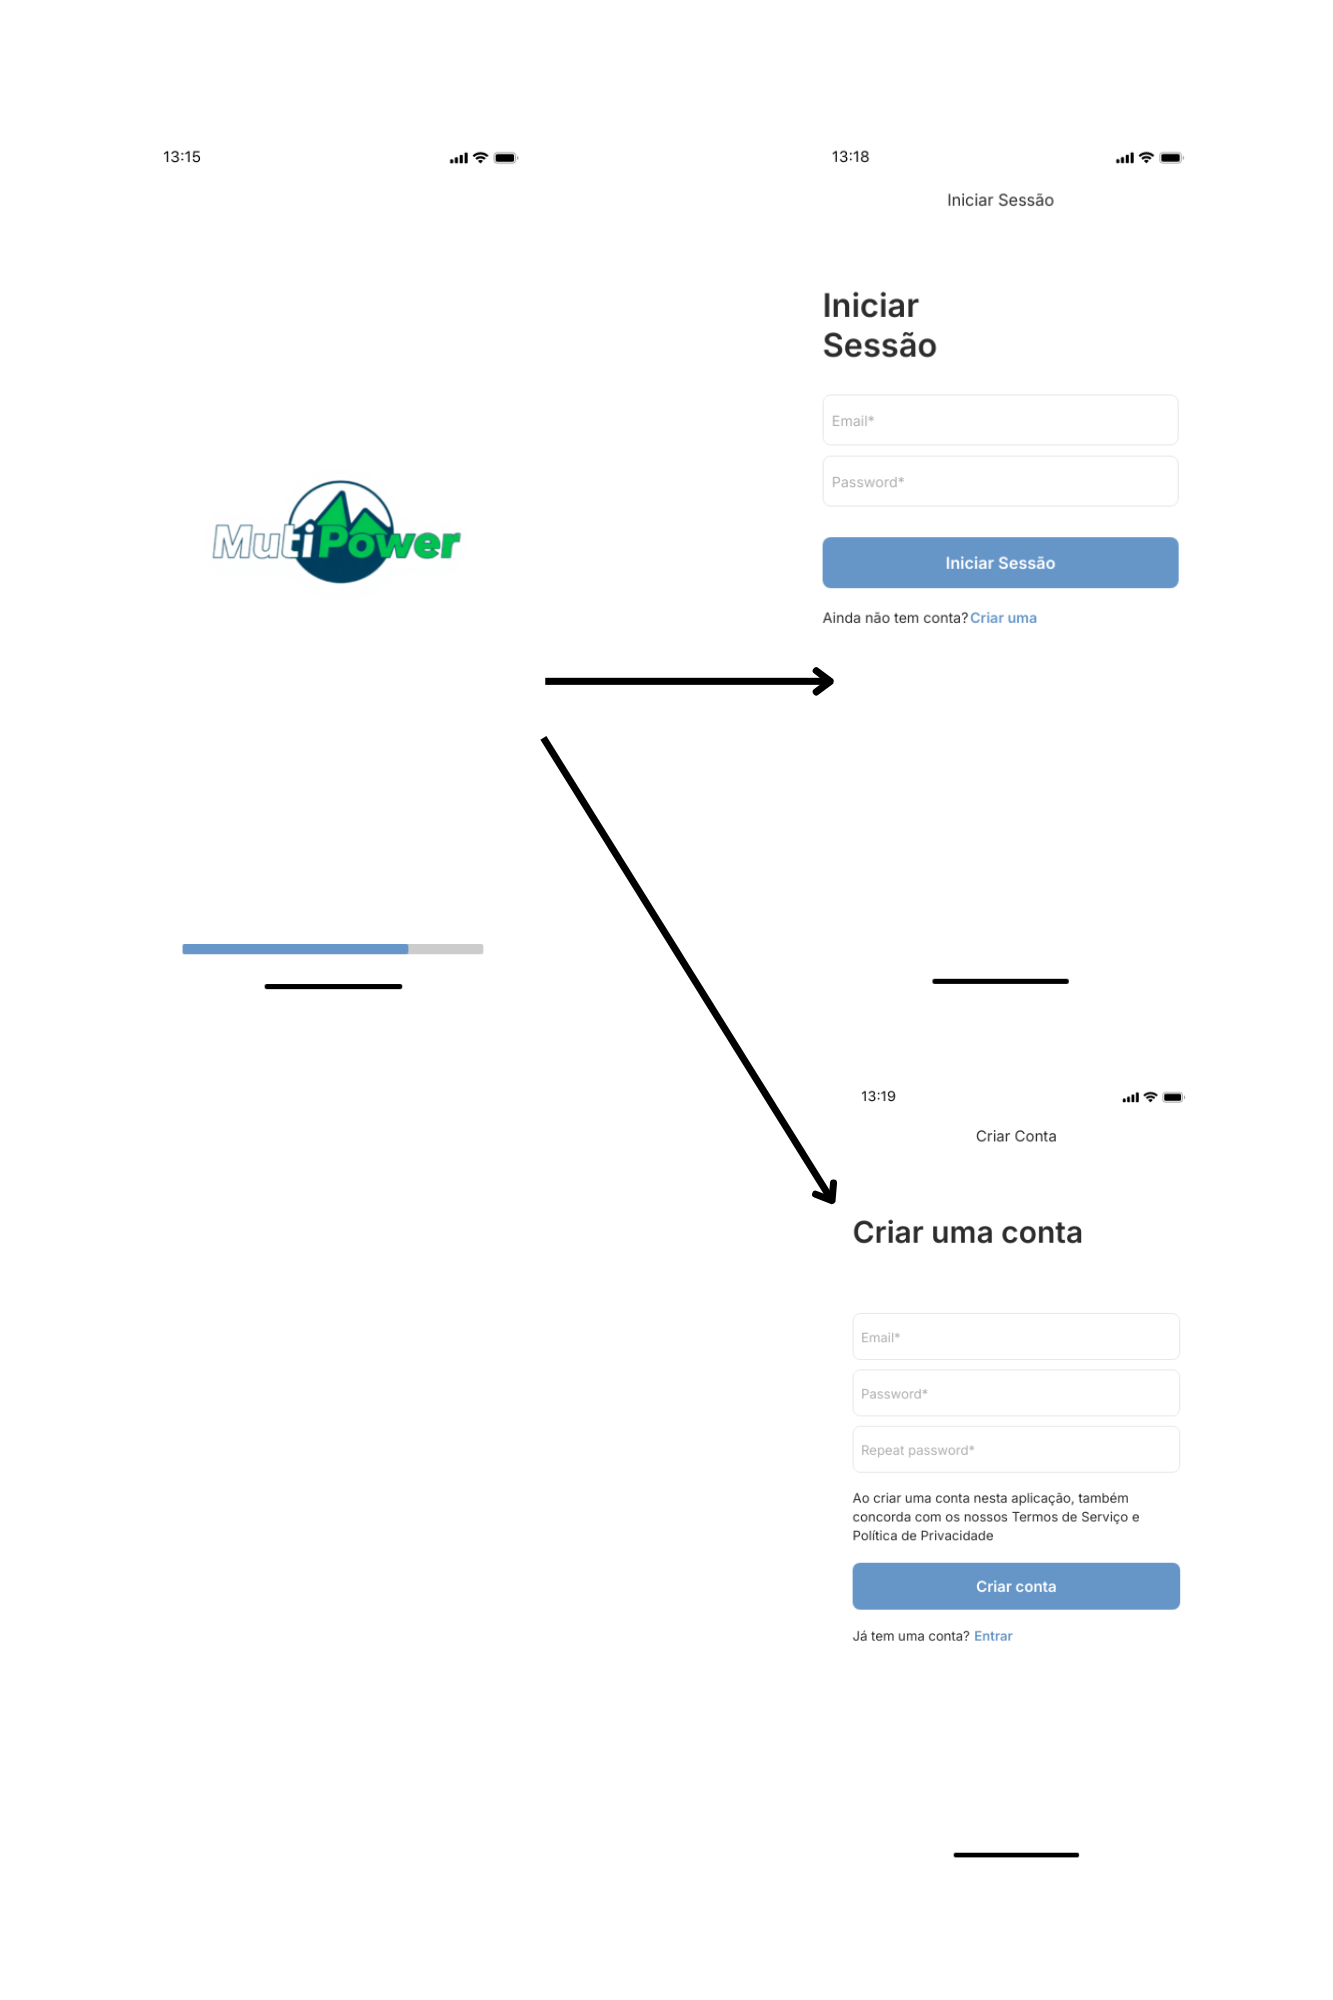 13:15
MutiPower
13:18
Iniciar Sessão
Iniciar
Sessão
Email*
Password*
Iniciar Sessão
Ainda não tem conta? Criar uma
13:19
Criar Conta
Criar uma conta
Email*
Password*
Repeat password*
Ao criar uma conta nesta aplicação, também
concorda com os nossos Termos de Serviço e
Política de Privacidade
Criar conta
Já tem uma conta? Entrar